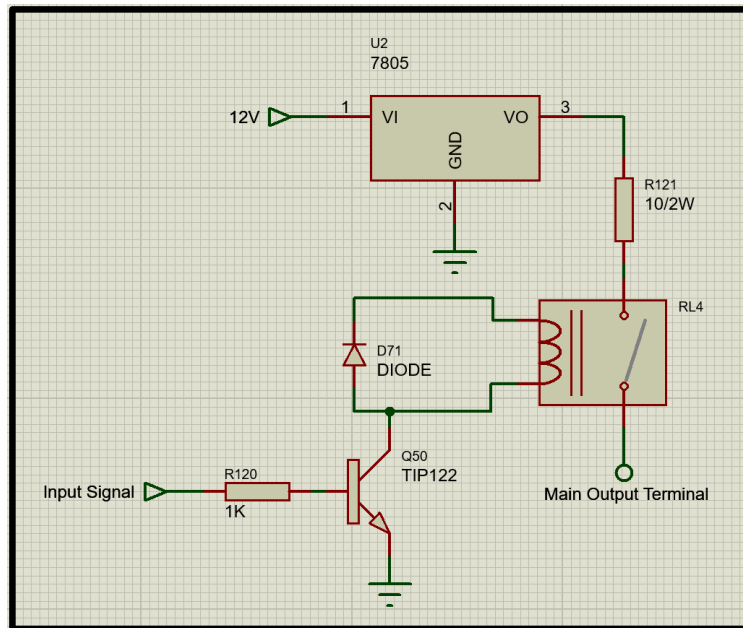 U2
7805
12V
1
VI
VO
3
GND
2
R121
10/2W
RL4
D71
DIODE
Q50
TIP122
R120
Input Signal
1K
Main Output Terminal